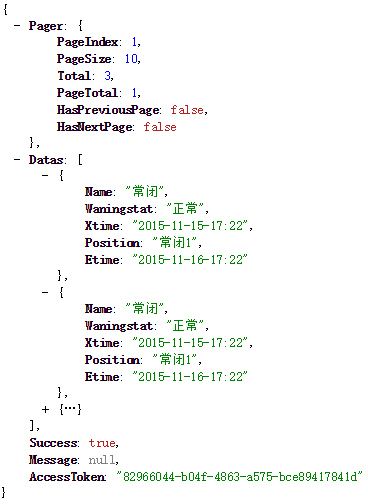 {
- Pager: {
PageIndex: 1,
PageSize: 10,
Total: 3,
PageTotal: 1,
HasPreviousPage: false,
HasNextPage: false
},
- Datas: [
- {
Name: "常闭",
Waningstat: "正常",
Xtime: "2015-11-15-17:22",
Position: "常闭1",
Etime: "2015-11-16-17:22"
},
- {
Name: "常闭",
Waningstat: "正常",
Xtime: "2015-11-15-17:22",
Position: "常闭1",
Etime: "2015-11-16-17:22"
},
+ {…}
],
Success: true,
Message: null,
AccessToken: "82966044-b04f-4863-a575-bce89417841d"
}